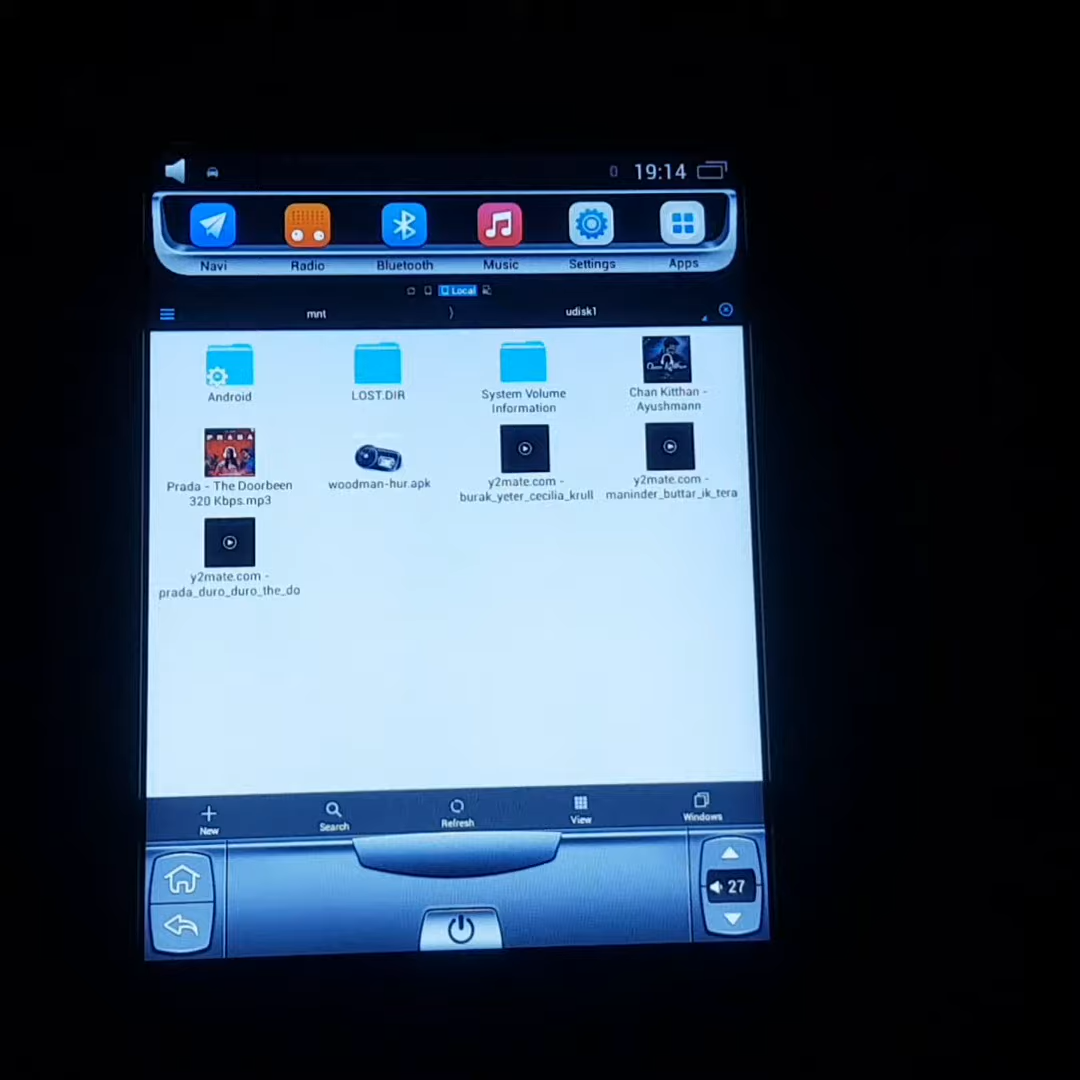 19:14
Navi
Radio
Bluetooth
Music
Settings
Apps
Local
mnt
udisk1
Android
LOST.DIR
System Volume
Information
Chan Kitthan -
Ayushmann
Prada - The Doorbeen
320 Kbps.mp3
woodman-hur.apk
y2mate.com -
burak_yeter_cecilia_krull
y2mate.com -
maninder_buttar_ik_tera
y2mate.com -
prada_duro_duro_the_do
PRADA
New
Search
Refresh
View
Windows
27